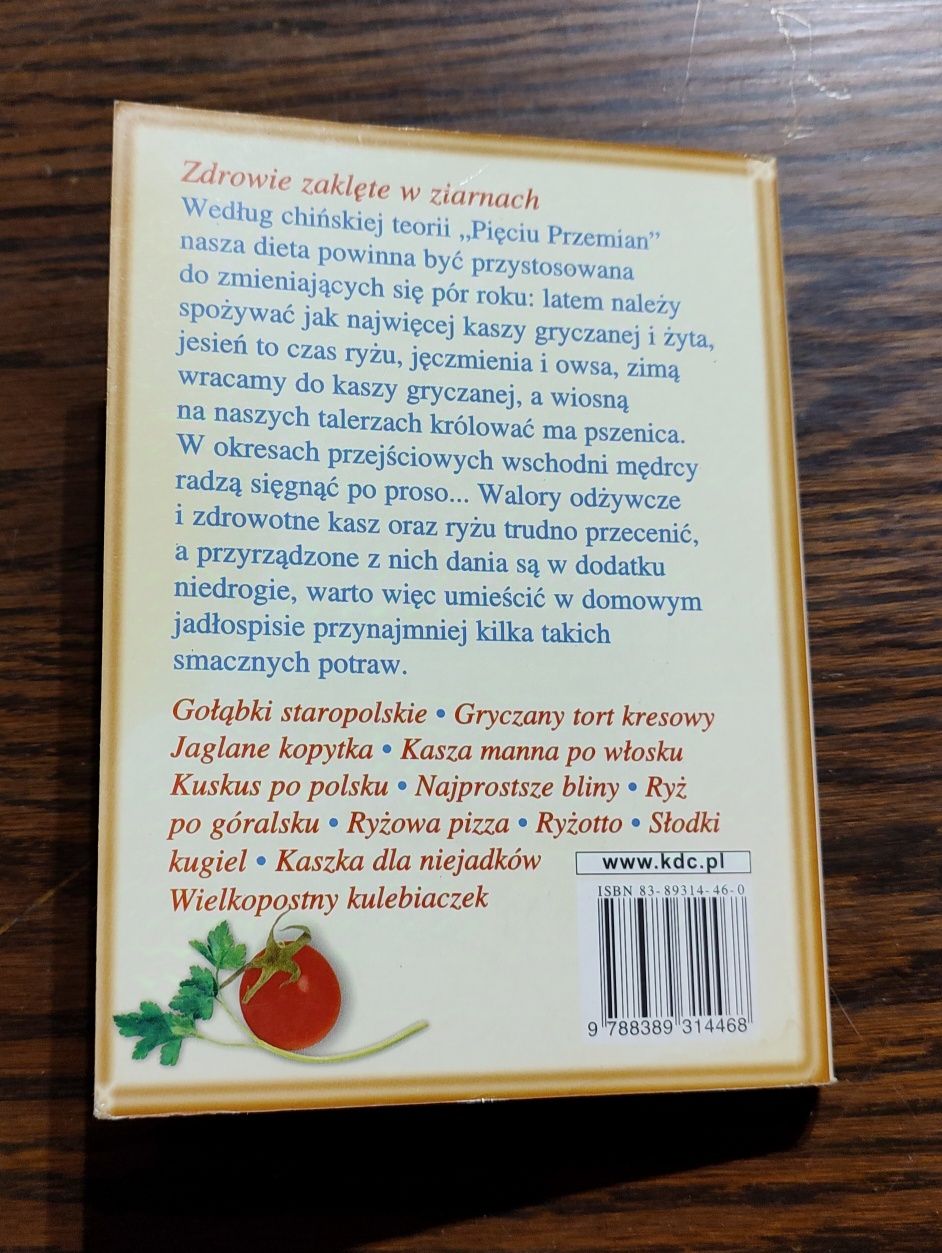 Zdrowie zaklęte w ziarnach
Według chińskiej teorii „Pięciu Przemian”
nasza dieta powinna być przystosowana
do zmieniających się pór roku: latem należy
spożywać jak najwięcej kaszy gryczanej i żyta,
jesień to czas ryżu, jęczmienia i owsa, zimą
wracamy do kaszy gryczanej, a wiosną
na naszych talerzach królować ma pszenica.
W okresach przejściowych wschodni mędrcy
radzą sięgnąć po proso... Walory odżywcze
i zdrowotne kasz oraz ryżu trudno przecenić,
a przyrządzone z nich dania są w dodatku
niedrogie, warto więc umieścić w domowym
jadłospisie przynajmniej kilka takich
smacznych potraw.
Gołąbki staropolskie • Gryczany tort kresowy
Jaglane kopytka • Kasza manna po włosku
Kuskus po polsku • Najprostsze bliny • Ryż
po góralsku • Ryżowa pizza • Ryżotto • Słodki
kugiel • Kaszka dla niejadków
Wielkopostny kulebiaczek
www.kdc.pl
ISBN 83-89314-46-0
9 788389 314468